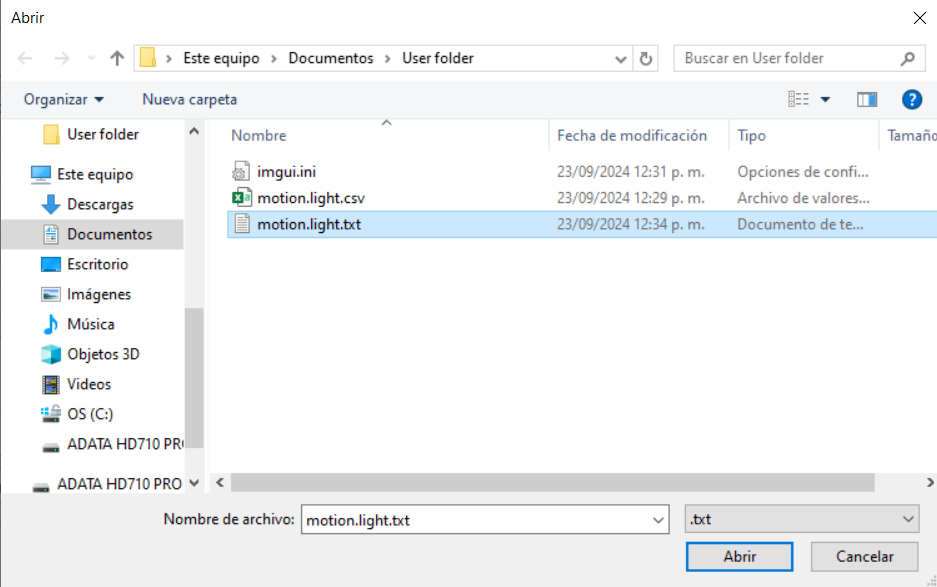 Abrir
Este equipo > Documentos > User folder
Buscar en User folder
Organizar
Nueva carpeta
User folder
Este equipo
Descargas
Documentos
Escritorio
Imágenes
Música
Objetos 3D
Videos
OS (C:)
ADATA HD710 PR
ADATA HD710 PRO
Nombre Fecha de modificación Tipo Tamaño
imgui.ini 23/09/2024 12:31 p. m. Opciones de confi...
motion.light.csv 23/09/2024 12:29 p. m. Archivo de valores...
motion.light.txt 23/09/2024 12:34 p. m. Documento de te...
Nombre de archivo: motion.light.txt .txt
Abrir Cancelar